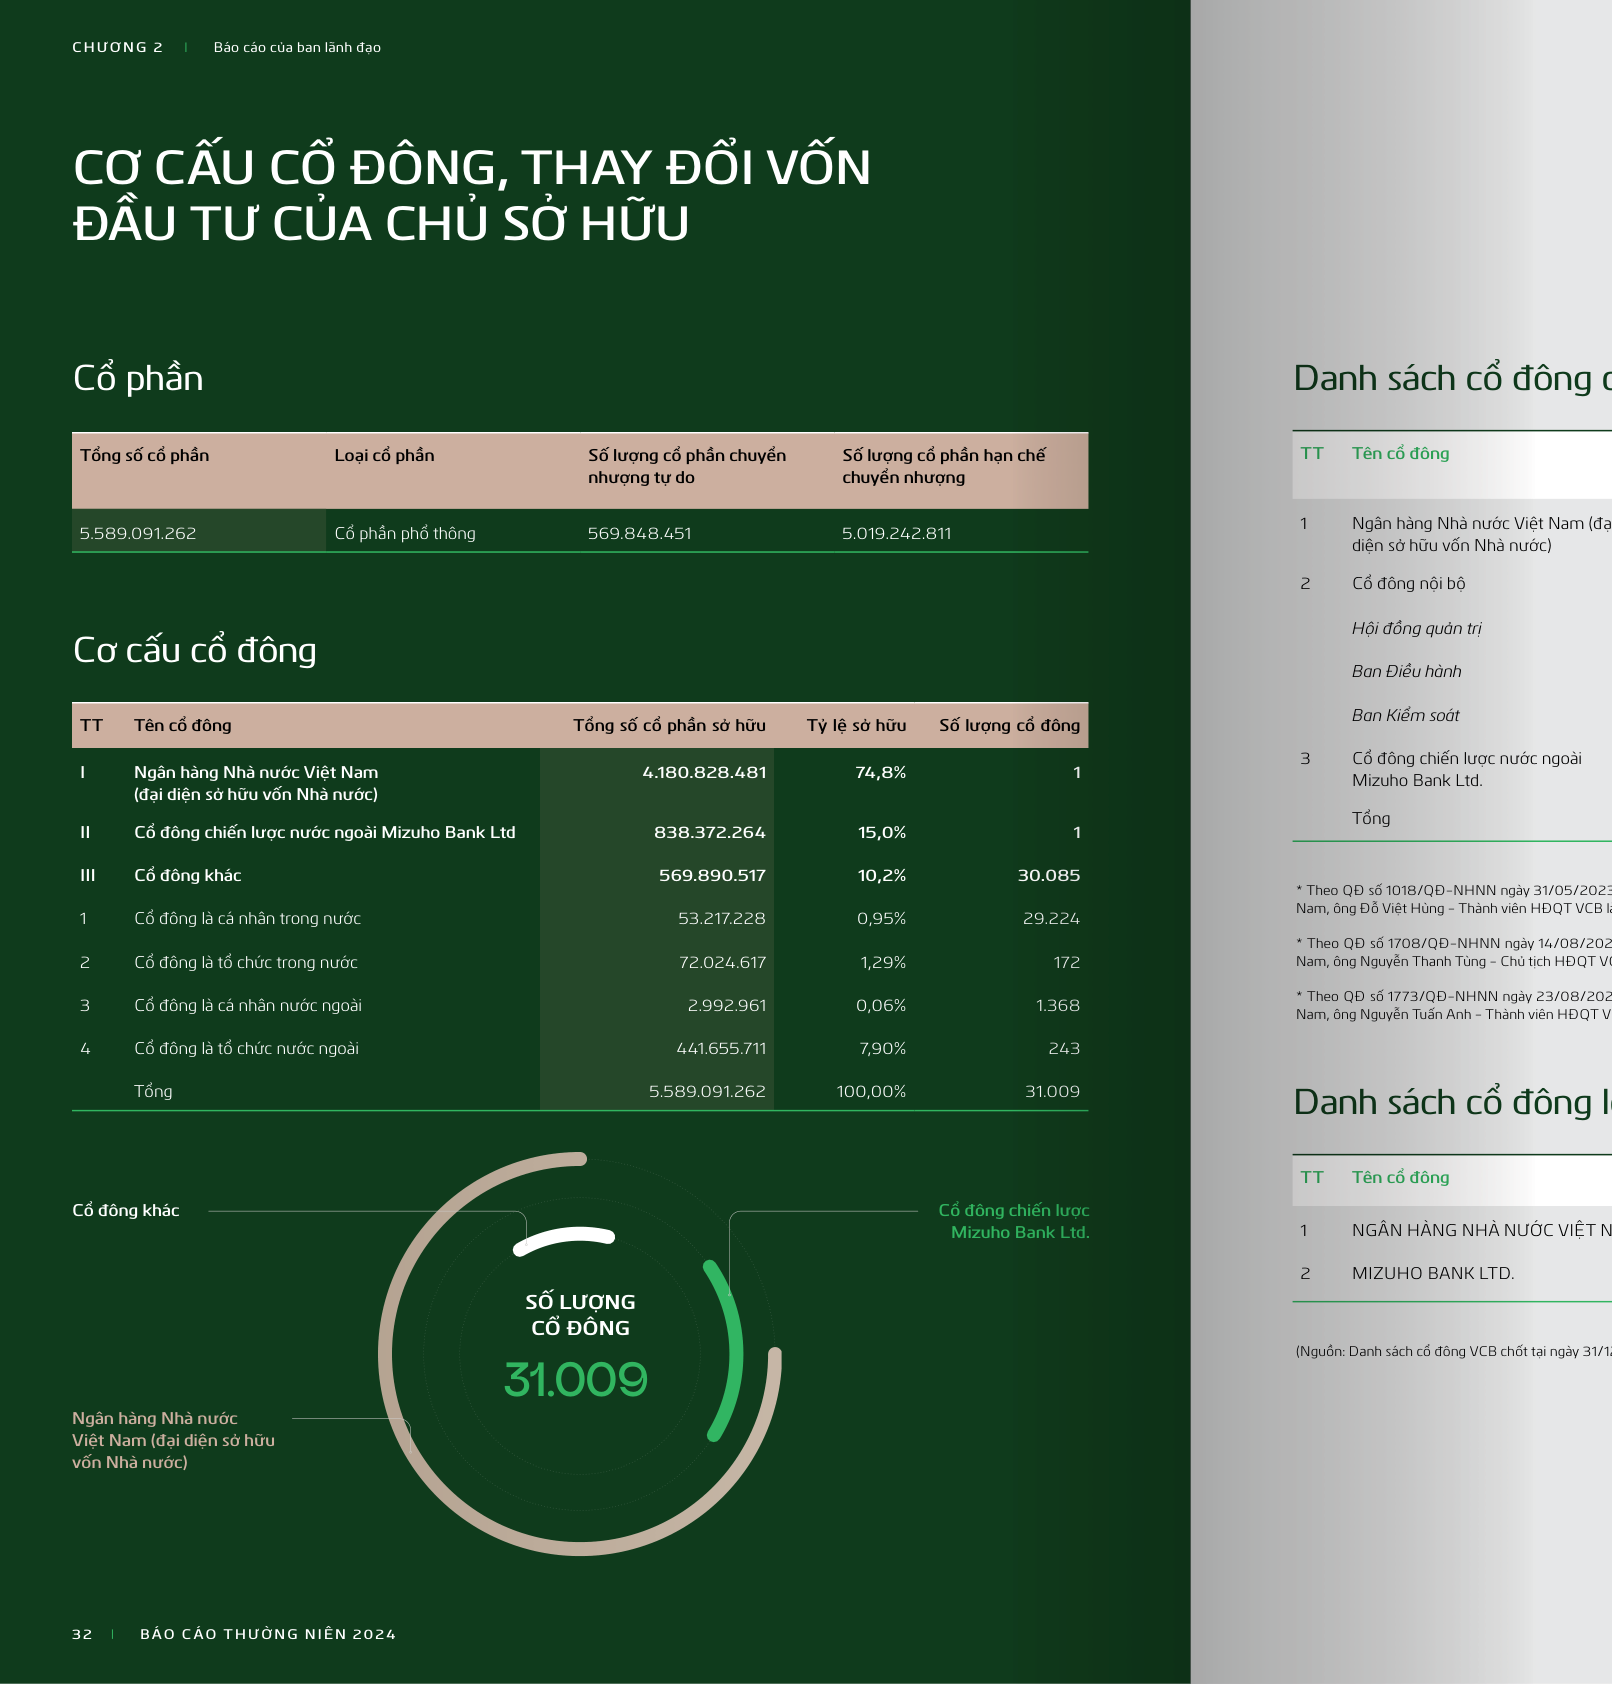 CHƯƠNG 2 | Báo cáo của ban lãnh đạo
CƠ CẤU CỔ ĐÔNG, THAY ĐỔI VỐN
ĐẦU TƯ CỦA CHỦ SỞ HỮU
Cổ phần
Tổng số cổ phần Loại cổ phần Số lượng cổ phần chuyển Số lượng cổ phần hạn chế
nhượng tự do chuyển nhượng
5.589.091.262 Cổ phần phổ thông 569.848.451 5.019.242.811
Cơ cấu cổ đông
TT Tên cổ đông Tổng số cổ phần sở hữu Tỷ lệ sở hữu Số lượng cổ đông
I Ngân hàng Nhà nước Việt Nam 4.180.828.481 74,8% 1
(đại diện sở hữu vốn Nhà nước)
II Cổ đông chiến lược nước ngoài Mizuho Bank Ltd 838.372.264 15,0% 1
III Cổ đông khác 569.890.517 10,2% 30.085
1 Cổ đông là cá nhân trong nước 53.217.228 0,95% 29.224
2 Cổ đông là tổ chức trong nước 72.024.617 1,29% 172
3 Cổ đông là cá nhân nước ngoài 2.992.961 0,06% 1.368
4 Cổ đông là tổ chức nước ngoài 441.655.711 7,90% 243
Tổng 5.589.091.262 100,00% 31.009
Cổ đông khác
Cổ đông chiến lược
Mizuho Bank Ltd.
SỐ LƯỢNG
CỔ ĐÔNG
31.009
Ngân hàng Nhà nước
Việt Nam (đại diện sở hữu
vốn Nhà nước)
32 | BÁO CÁO THƯỜNG NIÊN 2024
Danh sách cổ đông
TT Tên cổ đông
1 Ngân hàng Nhà nước Việt Nam
diện sở hữu vốn Nhà nước)
2 Cổ đông nội bộ
Hội đồng quản trị
Ban Điều hành
Ban Kiểm soát
3 Cổ đông chiến lược nước ngoài
Mizuho Bank Ltd.
Tổng
* Theo QĐ số 1018/QĐ-NHNN ngày 31/05/2023
Nam, ông Đỗ Việt Hùng - Thành viên HĐQT VCB
* Theo QĐ số 1708/QĐ-NHNN ngày
Nam, ông Nguyễn Thanh Tùng - Chủ tịch HĐQT
* Theo QĐ số 1773/QĐ-NHNN ngày
Nam, ông Nguyễn Tuấn Anh - Thành viên HĐQT
Danh sách cổ đông
TT Tên cổ đông
1 NGÂN HÀNG NHÀ NƯỚC VIỆT
2 MIZUHO BANK LTD.
(Nguồn: Danh sách cổ đông VCB chốt tại ngày